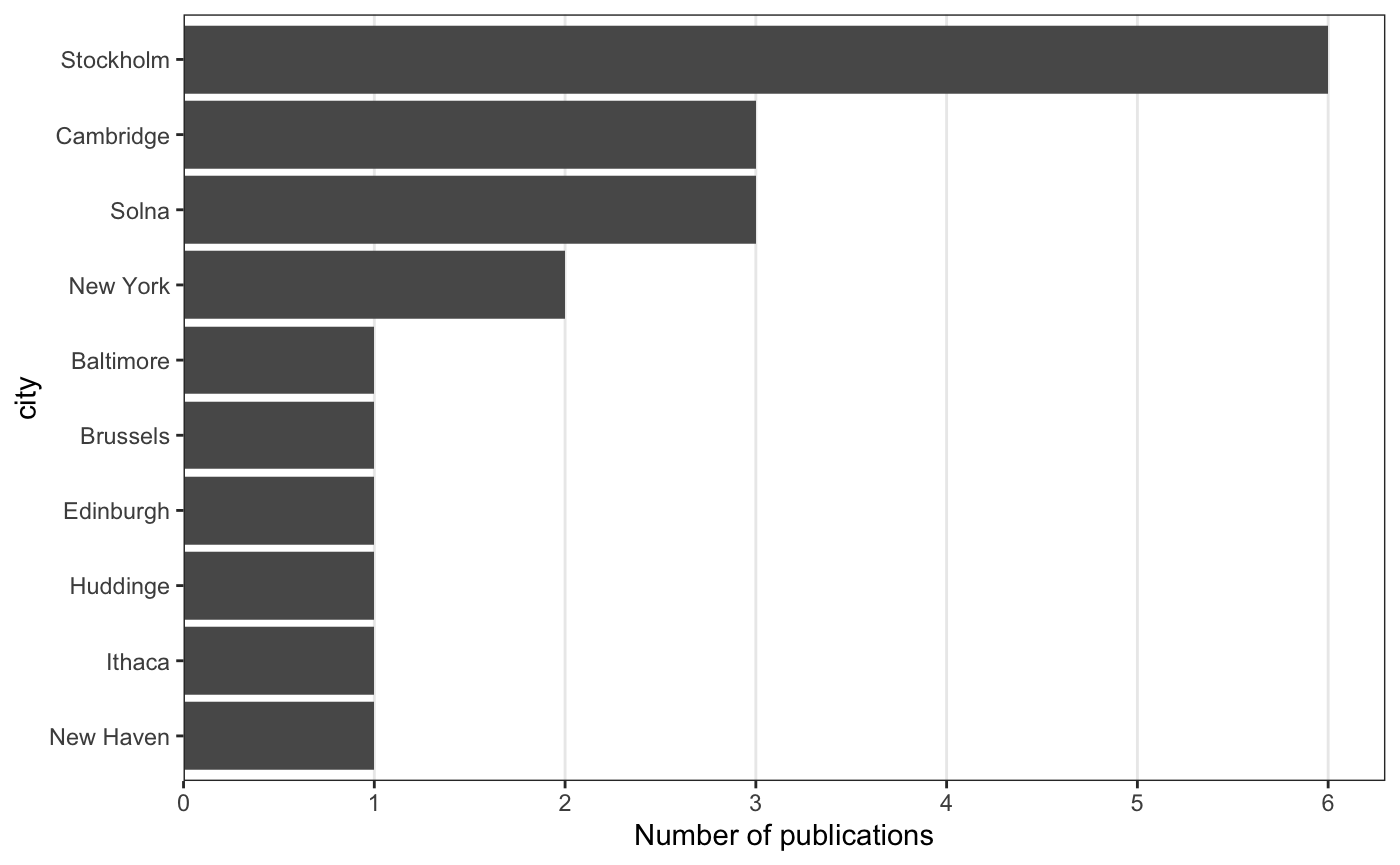 Stockholm
Cambridge
Solna
New York
Baltimore
Brussels
Edinburgh
Huddinge
Ithaca
New Haven
city
0 1 2 3 4 5 6
Number of publications